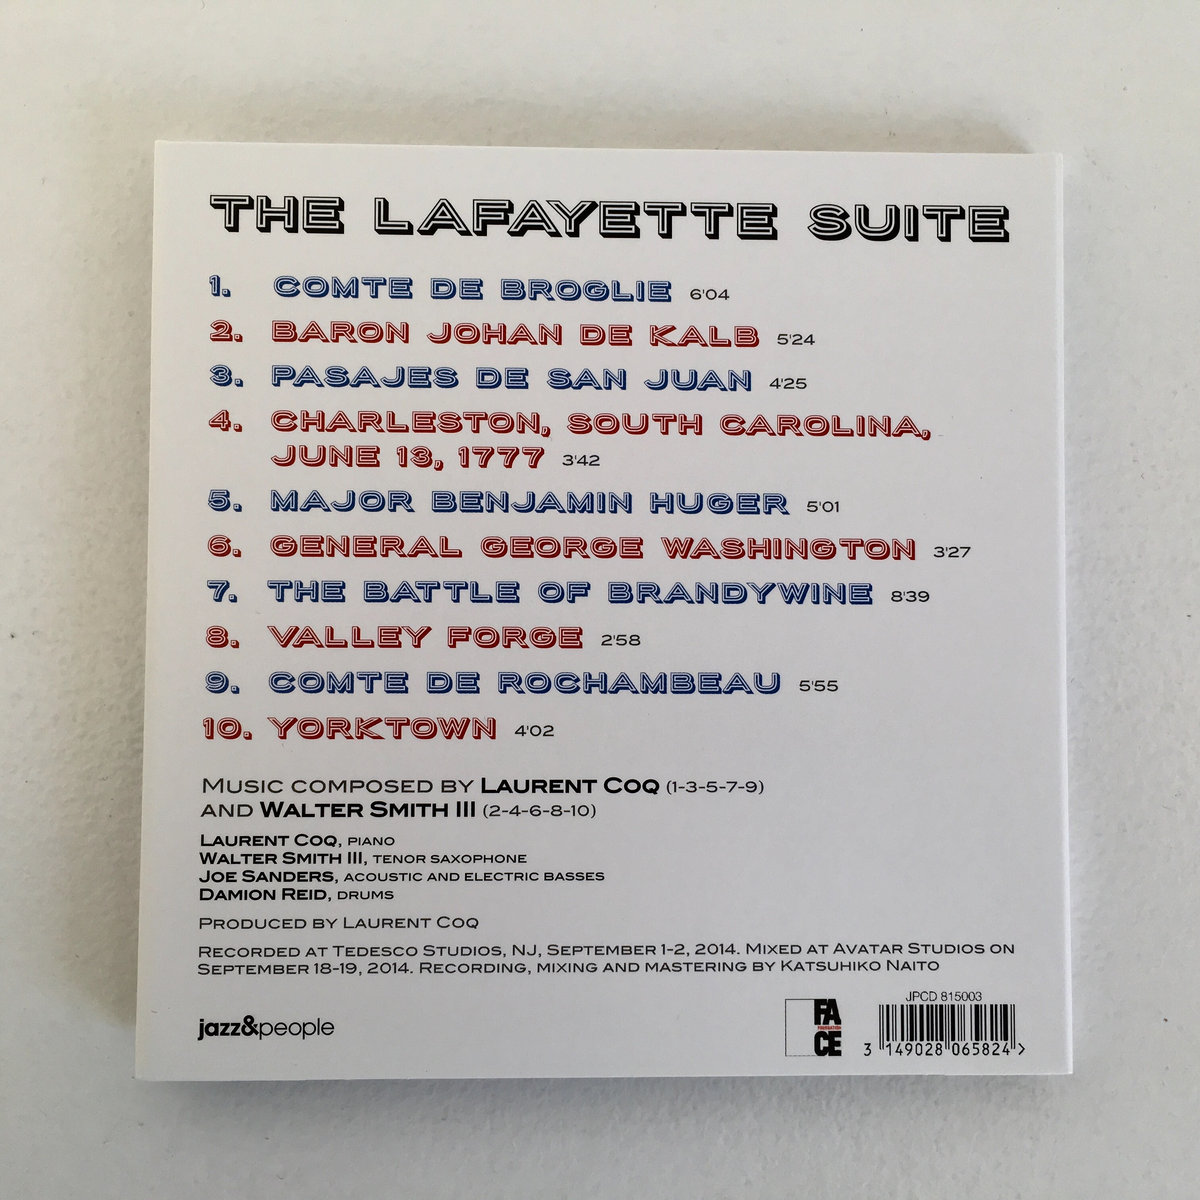 THE LAFAYETTE SUITE
1. COMTE DE BROGLIE 6'04
2. BARON JOHAN DE KALB 5'24
3. PASAJES DE SAN JUAN 4'25
4. CHARLESTON, SOUTH CAROLINA,
JUNE 13, 1777 3'42
5. MAJOR BENJAMIN HUGER 5'01
6. GENERAL GEORGE WASHINGTON 3'27
7. THE BATTLE OF BRANDYWINE 8'39
8. VALLEY FORGE 2'58
9. COMTE DE ROCHAMBEAU 5'55
10. YORKTOWN 4'02
MUSIC COMPOSED BY LAURENT COQ (1-3-5-7-9)
AND WALTER SMITH III (2-4-6-8-10)
LAURENT COQ, PIANO
WALTER SMITH III, TENOR SAXOPHONE
JOE SANDERS, ACOUSTIC AND ELECTRIC BASSES
DAMION REID, DRUMS
PRODUCED BY LAURENT COQ
RECORDED AT TEDESCO STUDIOS, NJ, SEPTEMBER 1-2, 2014. MIXED AT AVATAR STUDIOS ON
SEPTEMBER 18-19, 2014. RECORDING, MIXING AND MASTERING BY KATSUHIKO NAITO
jazz&people
FA
FOUNDATION
CE
JPCD 815003
3 149028 065824 >